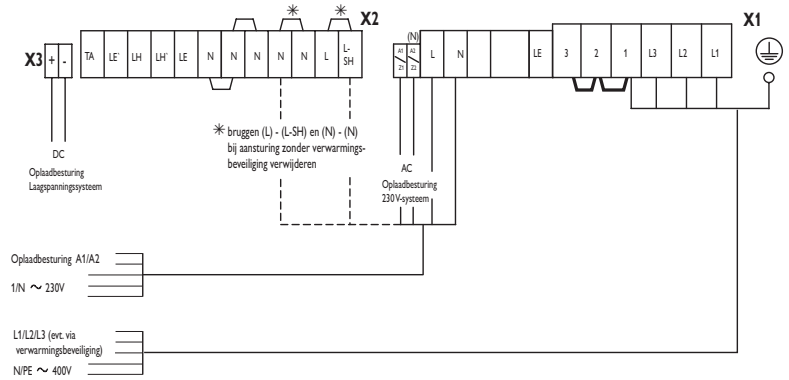 X2
X1
X3
+ -
TA LE' LH LH' LE N N N N N L L-SH
(N)
A1 A2 L N LE 3 2 1 L3 L2 L1
Z1 Z2
✳ bruggen (L) - (L-SH) en (N) - (N)
bij aansturing zonder verwarmings-
beveiliging verwijderen
DC
Oplaadbesturing
Laagspanningssysteem
AC
Oplaadbesturing
230V-systeem
Oplaadbesturing A1/A2
1/N ~ 230V
L1/L2/L3 (evt. via
verwarmingsbeveiliging)
N/PE ~ 400V